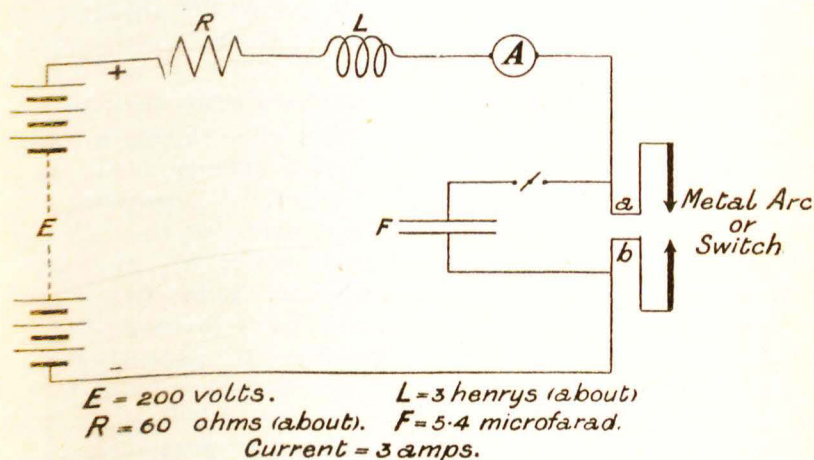 R
L
A
+
a
Metal Arc
or
Switch
E
F
b
-
E = 200 volts.
L = 3 henrys (about)
R = 60 ohms (about).
F = 5·4 microfarad.
Current = 3 amps.